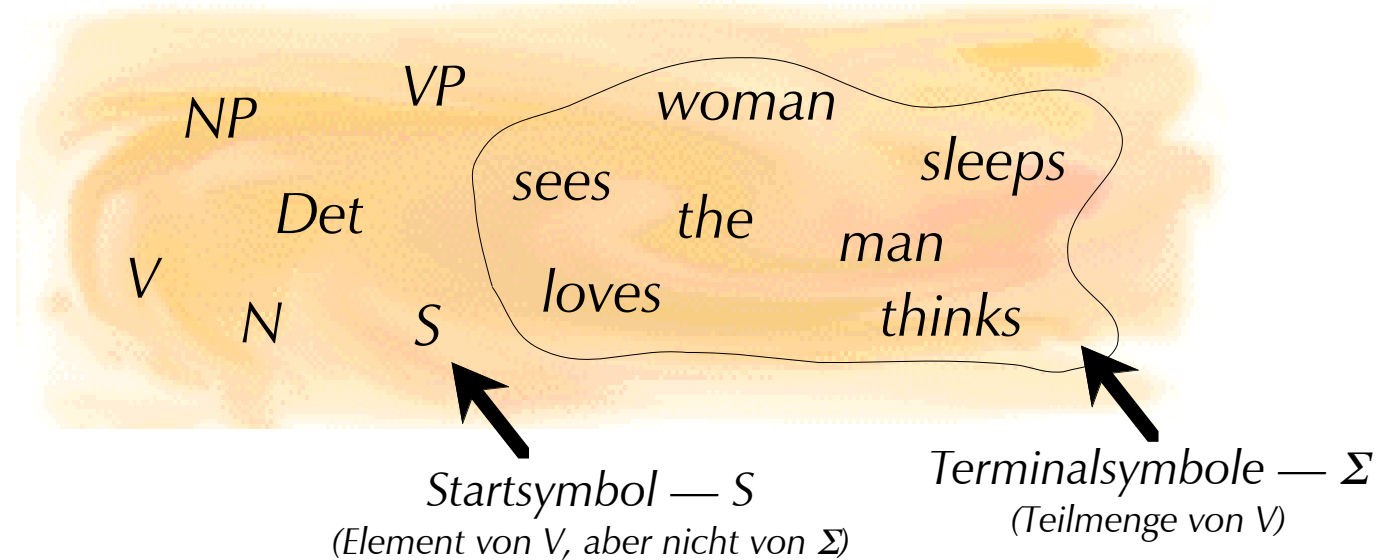 VP
NP
woman
sleeps
sees
Det
the
man
V
loves
N
S
thinks
Startsymbol — S
(Element von V, aber nicht von Σ)
Terminalsymbole — Σ
(Teilmenge von V)